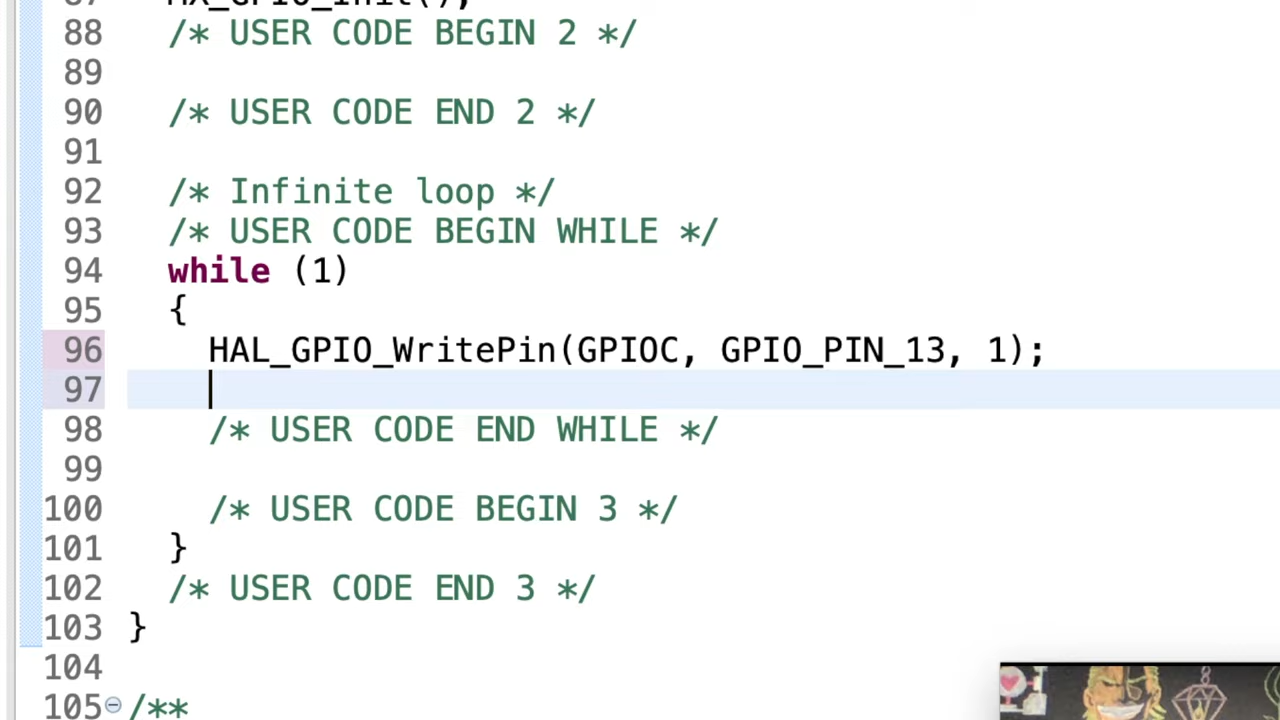 87 MX_GPIO_Init();
88 /* USER CODE BEGIN 2 */
89
90 /* USER CODE END 2 */
91
92 /* Infinite loop */
93 /* USER CODE BEGIN WHILE */
94 while (1)
95 {
96 HAL_GPIO_WritePin(GPIOC, GPIO_PIN_13, 1);
97
98 /* USER CODE END WHILE */
99
100 /* USER CODE BEGIN 3 */
101 }
102 /* USER CODE END 3 */
103 }
104
105 /**